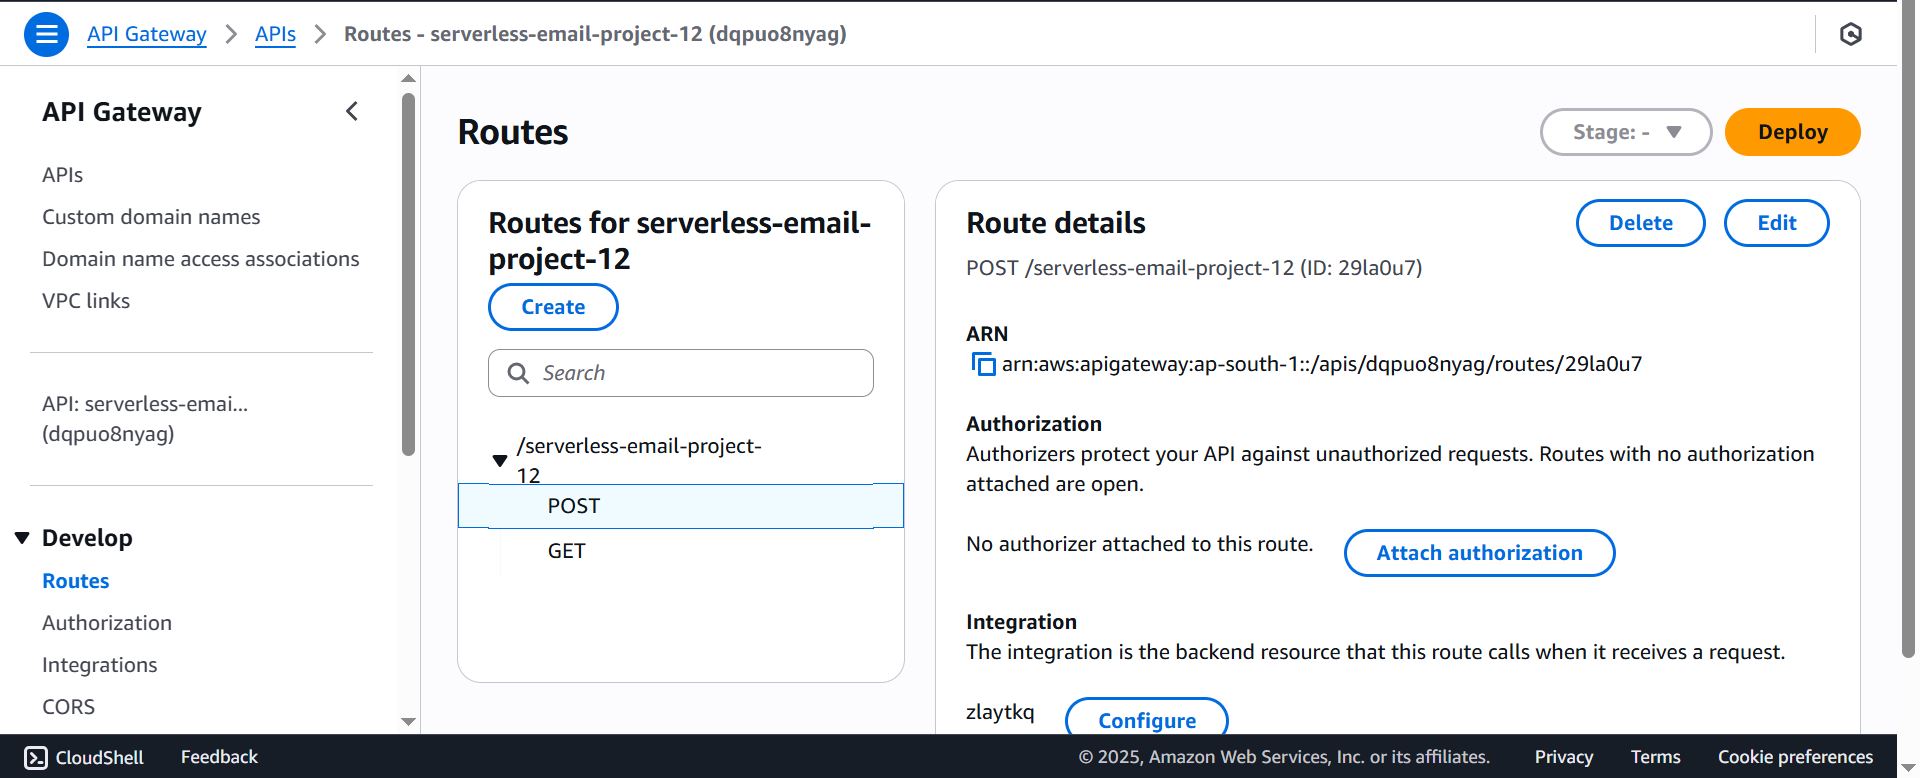 API Gateway > APIs > Routes - serverless-email-project-12 (dqpuo8nyag)
API Gateway
APIs
Custom domain names
Domain name access associations
VPC links
API: serverless-emai...
(dqpuo8nyag)
Develop
Routes
Authorization
Integrations
CORS
Routes
Stage: -
Deploy
Routes for serverless-email-
project-12
Create
Search
/serverless-email-project-
12
POST
GET
Route details
Delete
Edit
POST /serverless-email-project-12 (ID: 29la0u7)
ARN
arn:aws:apigateway:ap-south-1::/apis/dqpuo8nyag/routes/29la0u7
Authorization
Authorizers protect your API against unauthorized requests. Routes with no authorization
attached are open.
No authorizer attached to this route.
Attach authorization
Integration
The integration is the backend resource that this route calls when it receives a request.
zlaytkq
Configure
CloudShell
Feedback
© 2025, Amazon Web Services, Inc. or its affiliates.
Privacy
Terms
Cookie preferences